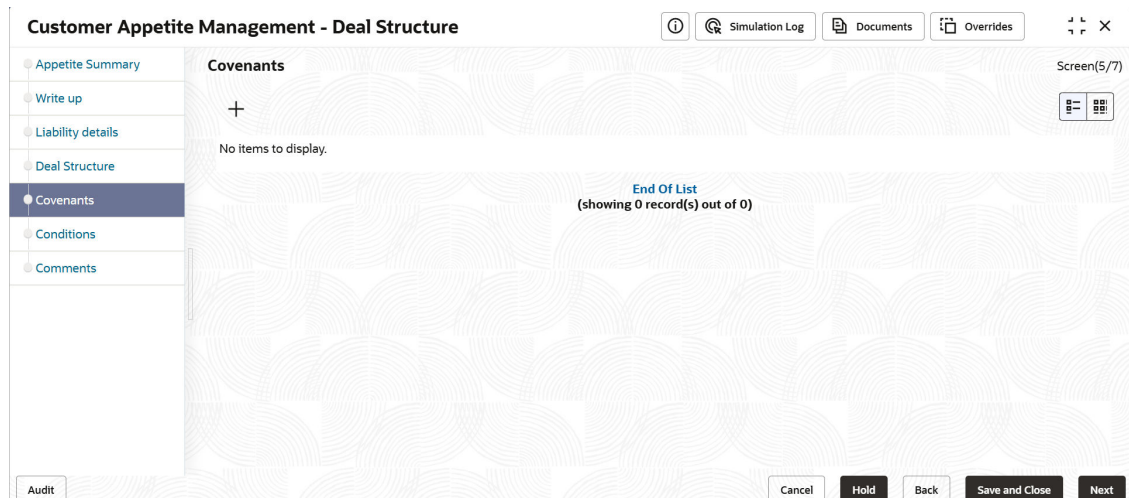 Customer Appetite Management - Deal Structure
Simulation Log
Documents
Overrides
Appetite Summary
Write up
Liability details
Deal Structure
Covenants
Conditions
Comments
Covenants
Screen(5/7)
No items to display.
End Of List
(showing 0 record(s) out of 0)
Audit
Cancel
Hold
Back
Save and Close
Next